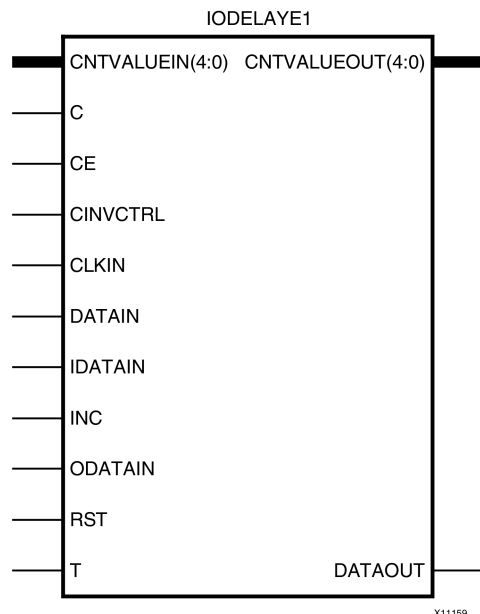 IODELAYE1
CNTVALUEIN(4:0) CNTVALUEOUT(4:0)
C
CE
CINVCTRL
CLKIN
DATAIN
IDATAIN
INC
ODATAIN
RST
T DATAOUT
X11159